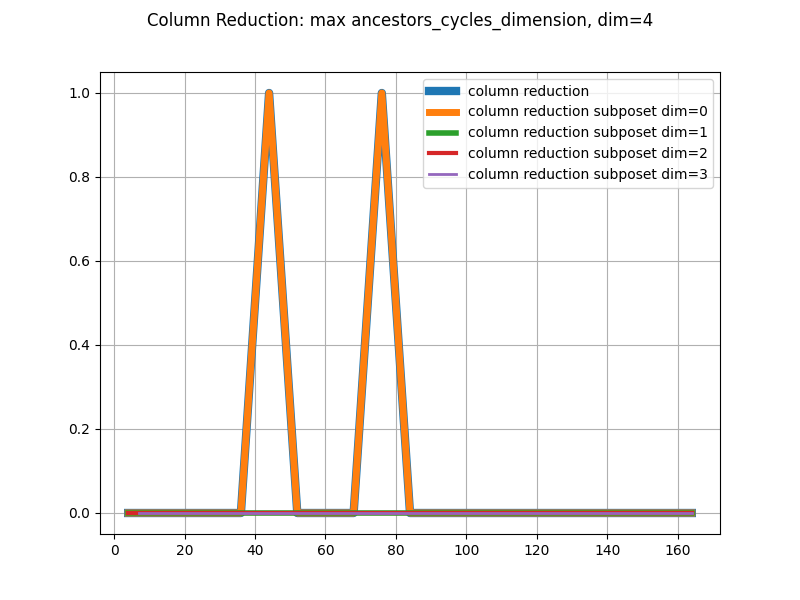 Column Reduction: max ancestors_cycles_dimension, dim=4
1.0
0.8
0.6
0.4
0.2
0.0
column reduction
column reduction subposet dim=0
column reduction subposet dim=1
column reduction subposet dim=2
column reduction subposet dim=3
0 20 40 60 80 100 120 140 160